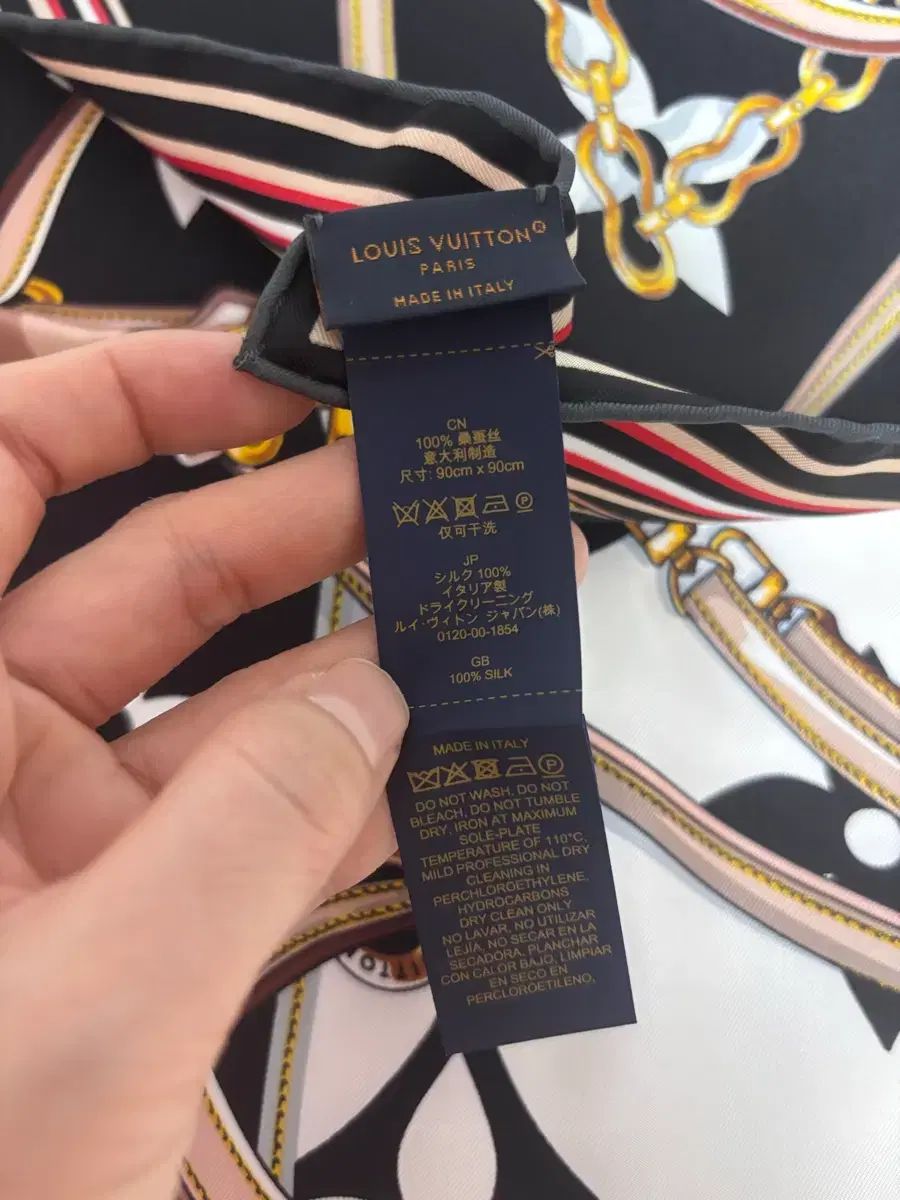 LOUIS VUITTON®
PARIS
MADE IN ITALY
CN
100% 桑蚕丝
意大利制造
尺寸: 90cm x 90cm
仅可干洗
JP
シルク 100%
イタリア製
ドライクリーニング
ルイ・ヴィトン ジャパン(株)
0120-00-1854
GB
100% SILK
MADE IN ITALY
DO NOT WASH, DO NOT
BLEACH, DO NOT TUMBLE
DRY, IRON AT MAXIMUM
SOLE-PLATE
TEMPERATURE OF 110°C,
MILD PROFESSIONAL DRY
CLEANING IN
PERCHLOROETHYLENE,
HYDROCARBONS
DRY CLEAN ONLY
NO LAVAR, NO UTILIZAR
LEJÍA, NO SECAR EN LA
SECADORA, PLANCHAR
CON CALOR BAJO, LIMPIAR
EN SECO EN
PERCLOROETILENO,